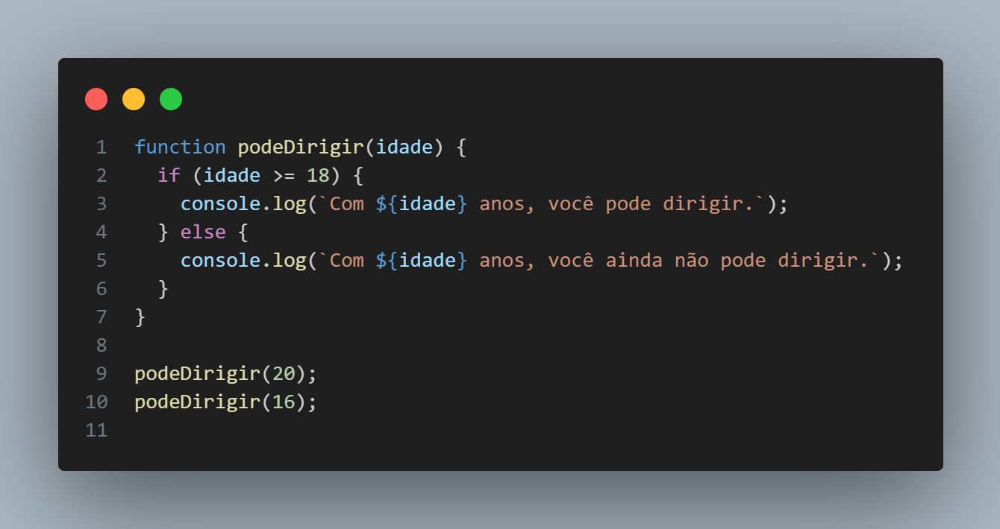 1 function podeDirigir(idade) {
2   if (idade >= 18) {
3     console.log(`Com ${idade} anos, você pode dirigir.`);
4   } else {
5     console.log(`Com ${idade} anos, você ainda não pode dirigir.`);
6   }
7 }
8
9 podeDirigir(20);
10 podeDirigir(16);
11